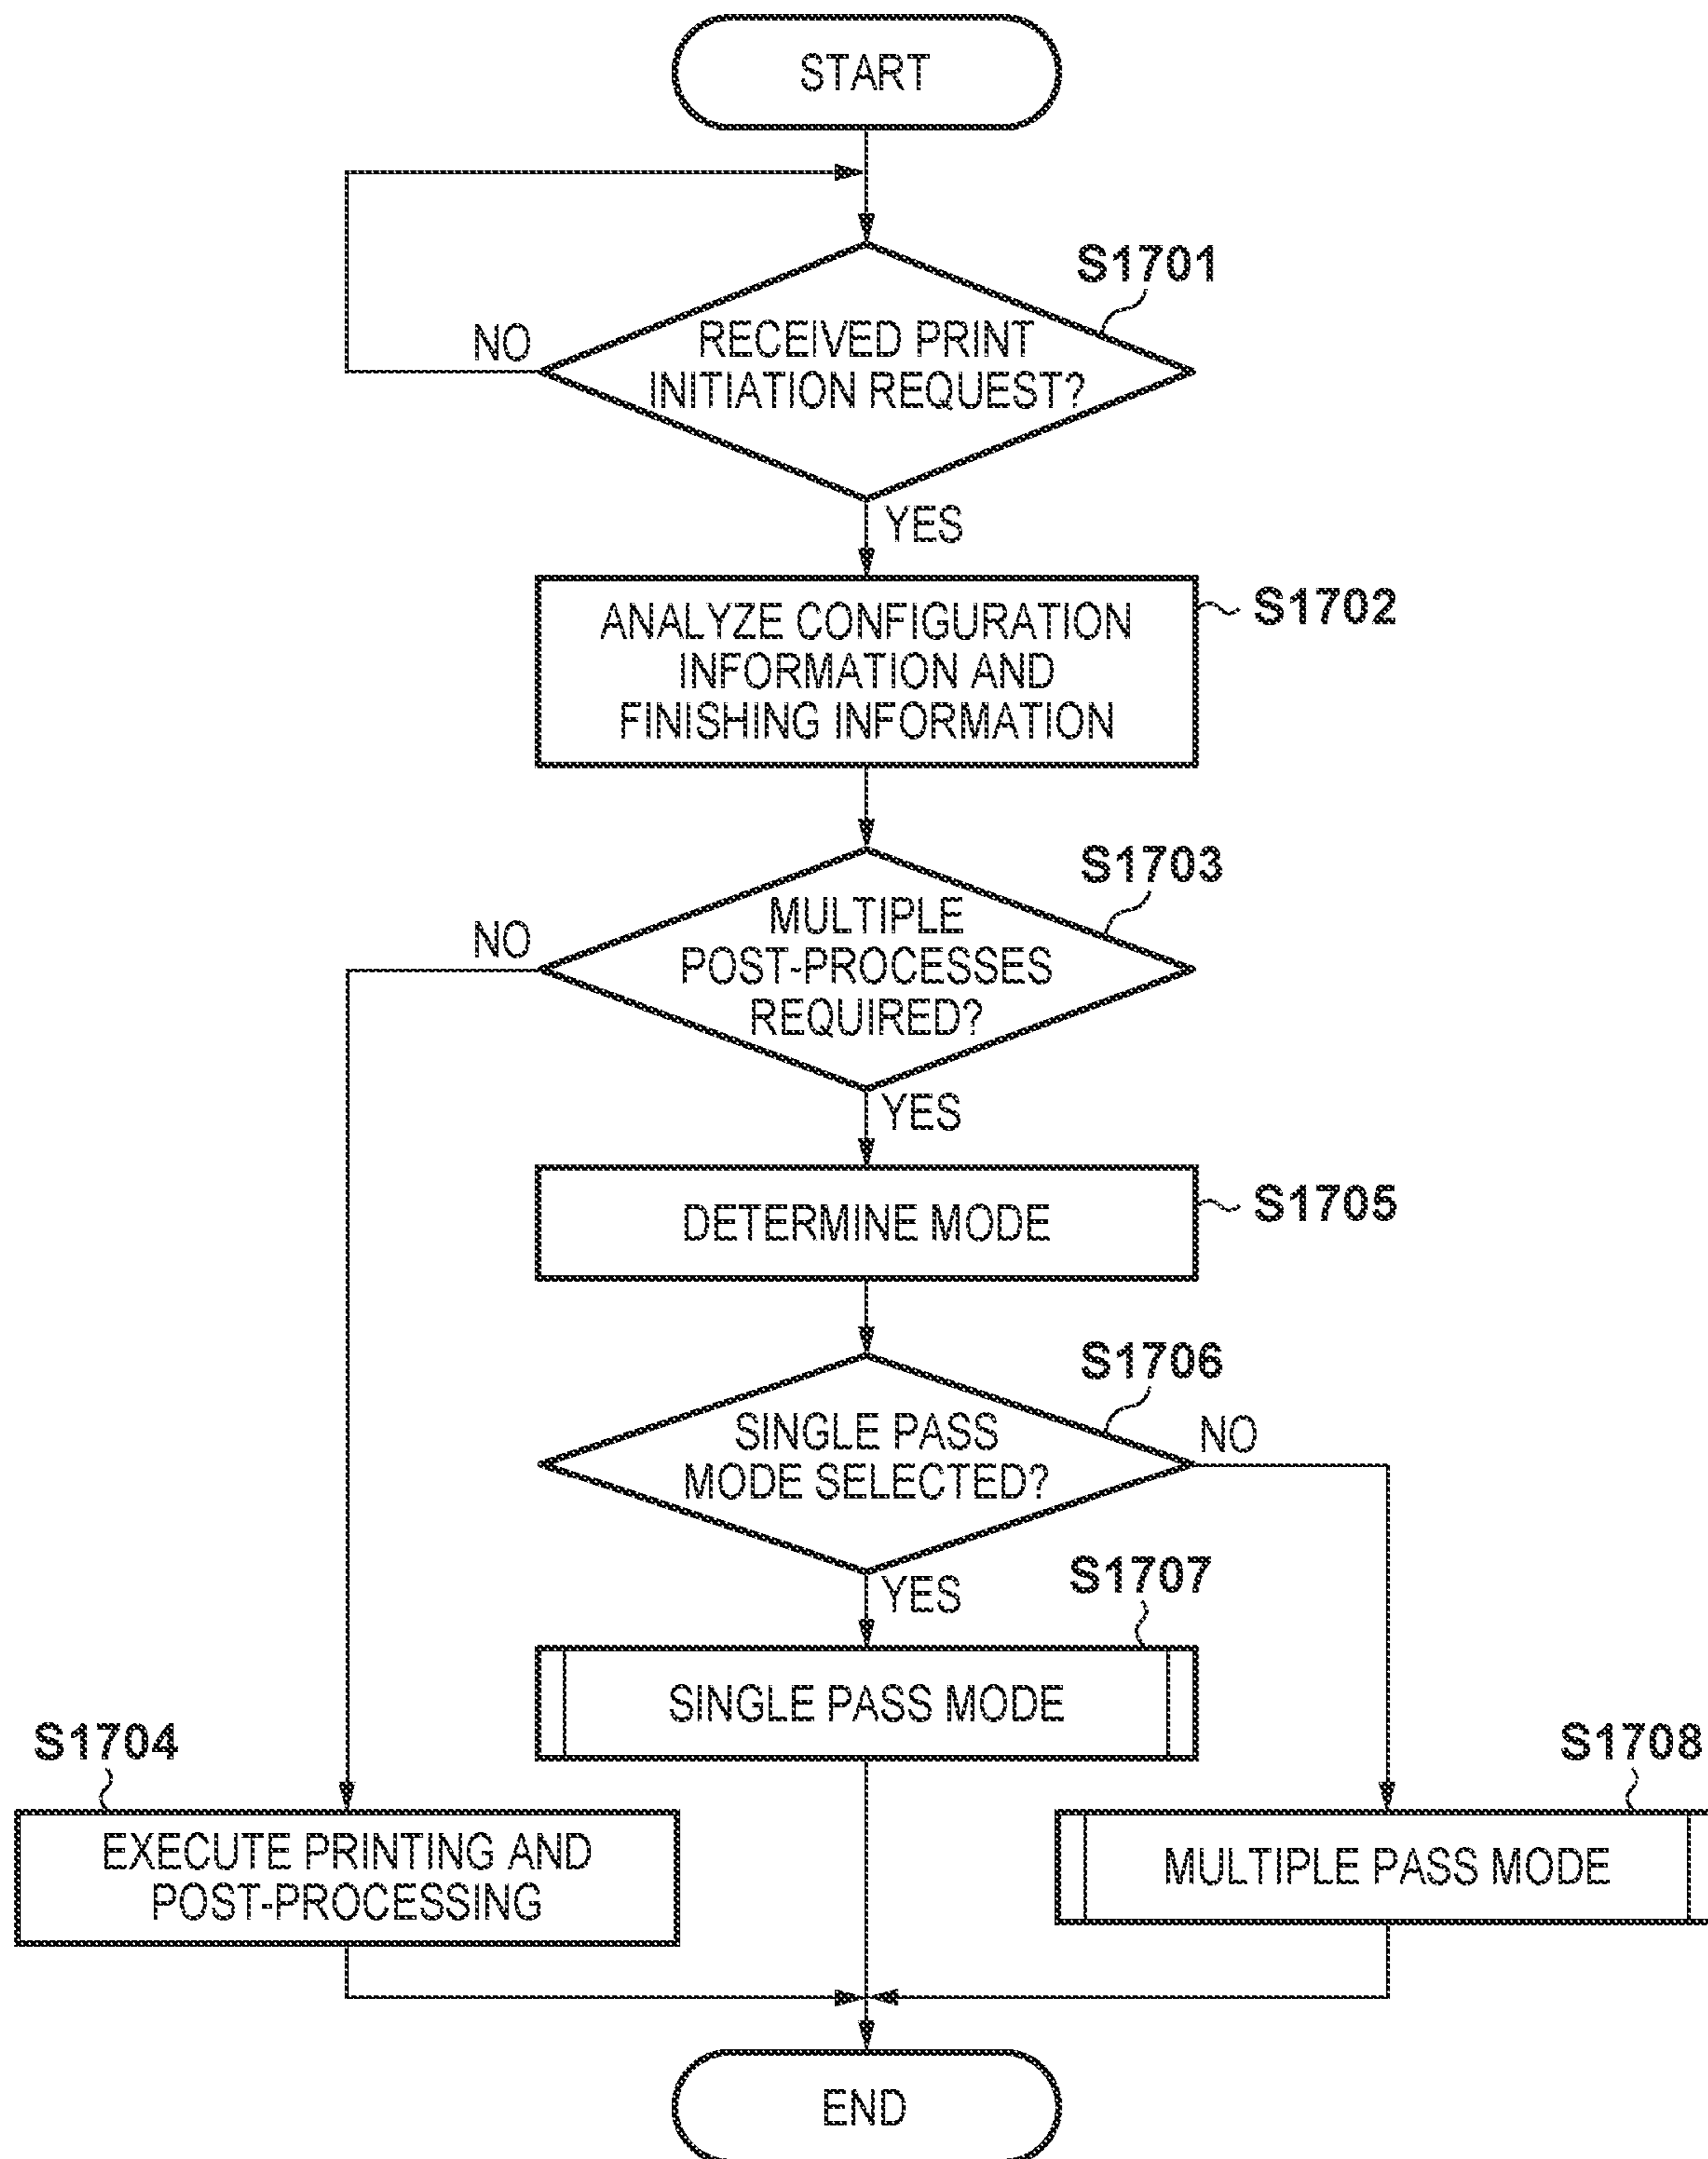 START
S1701
NO
RECEIVED PRINT
INITIATION REQUEST?
YES
ANALYZE CONFIGURATION
INFORMATION AND
FINISHING INFORMATION
S1702
S1703
NO
MULTIPLE
POST-PROCESSES
REQUIRED?
YES
DETERMINE MODE
S1705
S1706
SINGLE PASS
MODE SELECTED?
NO
YES
S1707
SINGLE PASS MODE
S1704
EXECUTE PRINTING AND
POST-PROCESSING
S1708
MULTIPLE PASS MODE
END